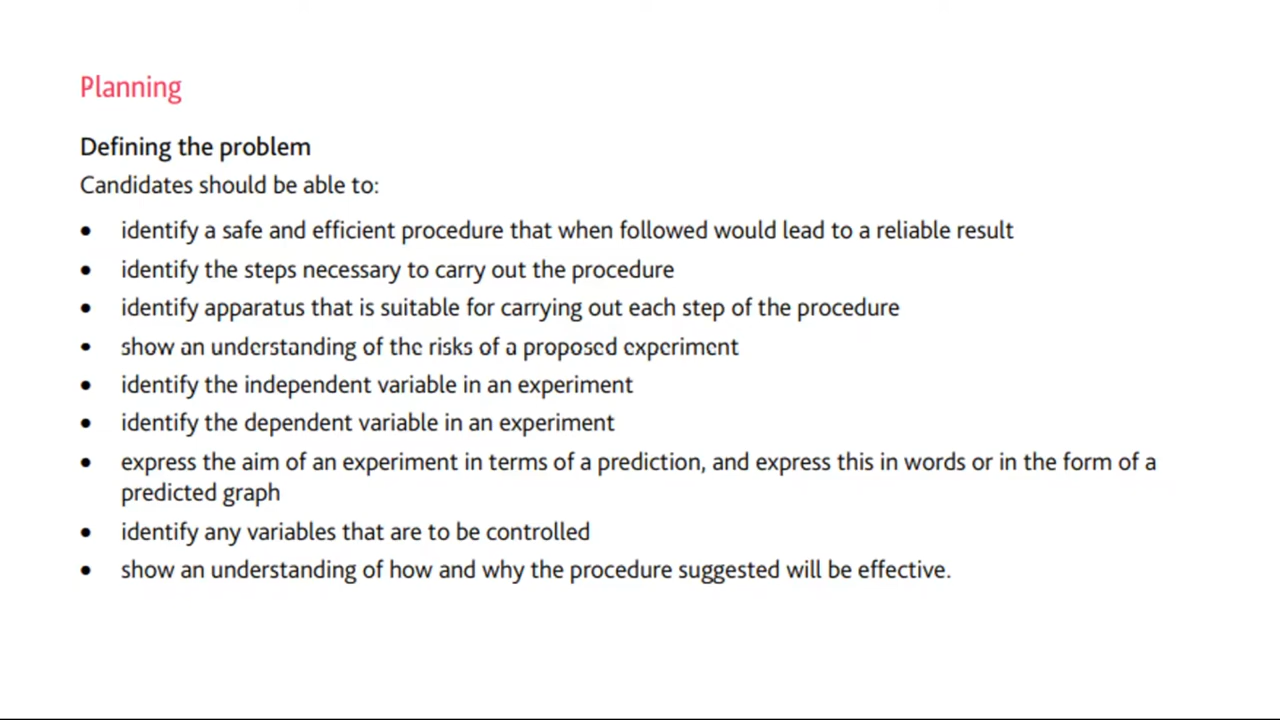 Planning
Defining the problem
Candidates should be able to:
• identify a safe and efficient procedure that when followed would lead to a reliable result
• identify the steps necessary to carry out the procedure
• identify apparatus that is suitable for carrying out each step of the procedure
• show an understanding of the risks of a proposed experiment
• identify the independent variable in an experiment
• identify the dependent variable in an experiment
• express the aim of an experiment in terms of a prediction, and express this in words or in the form of a
predicted graph
• identify any variables that are to be controlled
• show an understanding of how and why the procedure suggested will be effective.